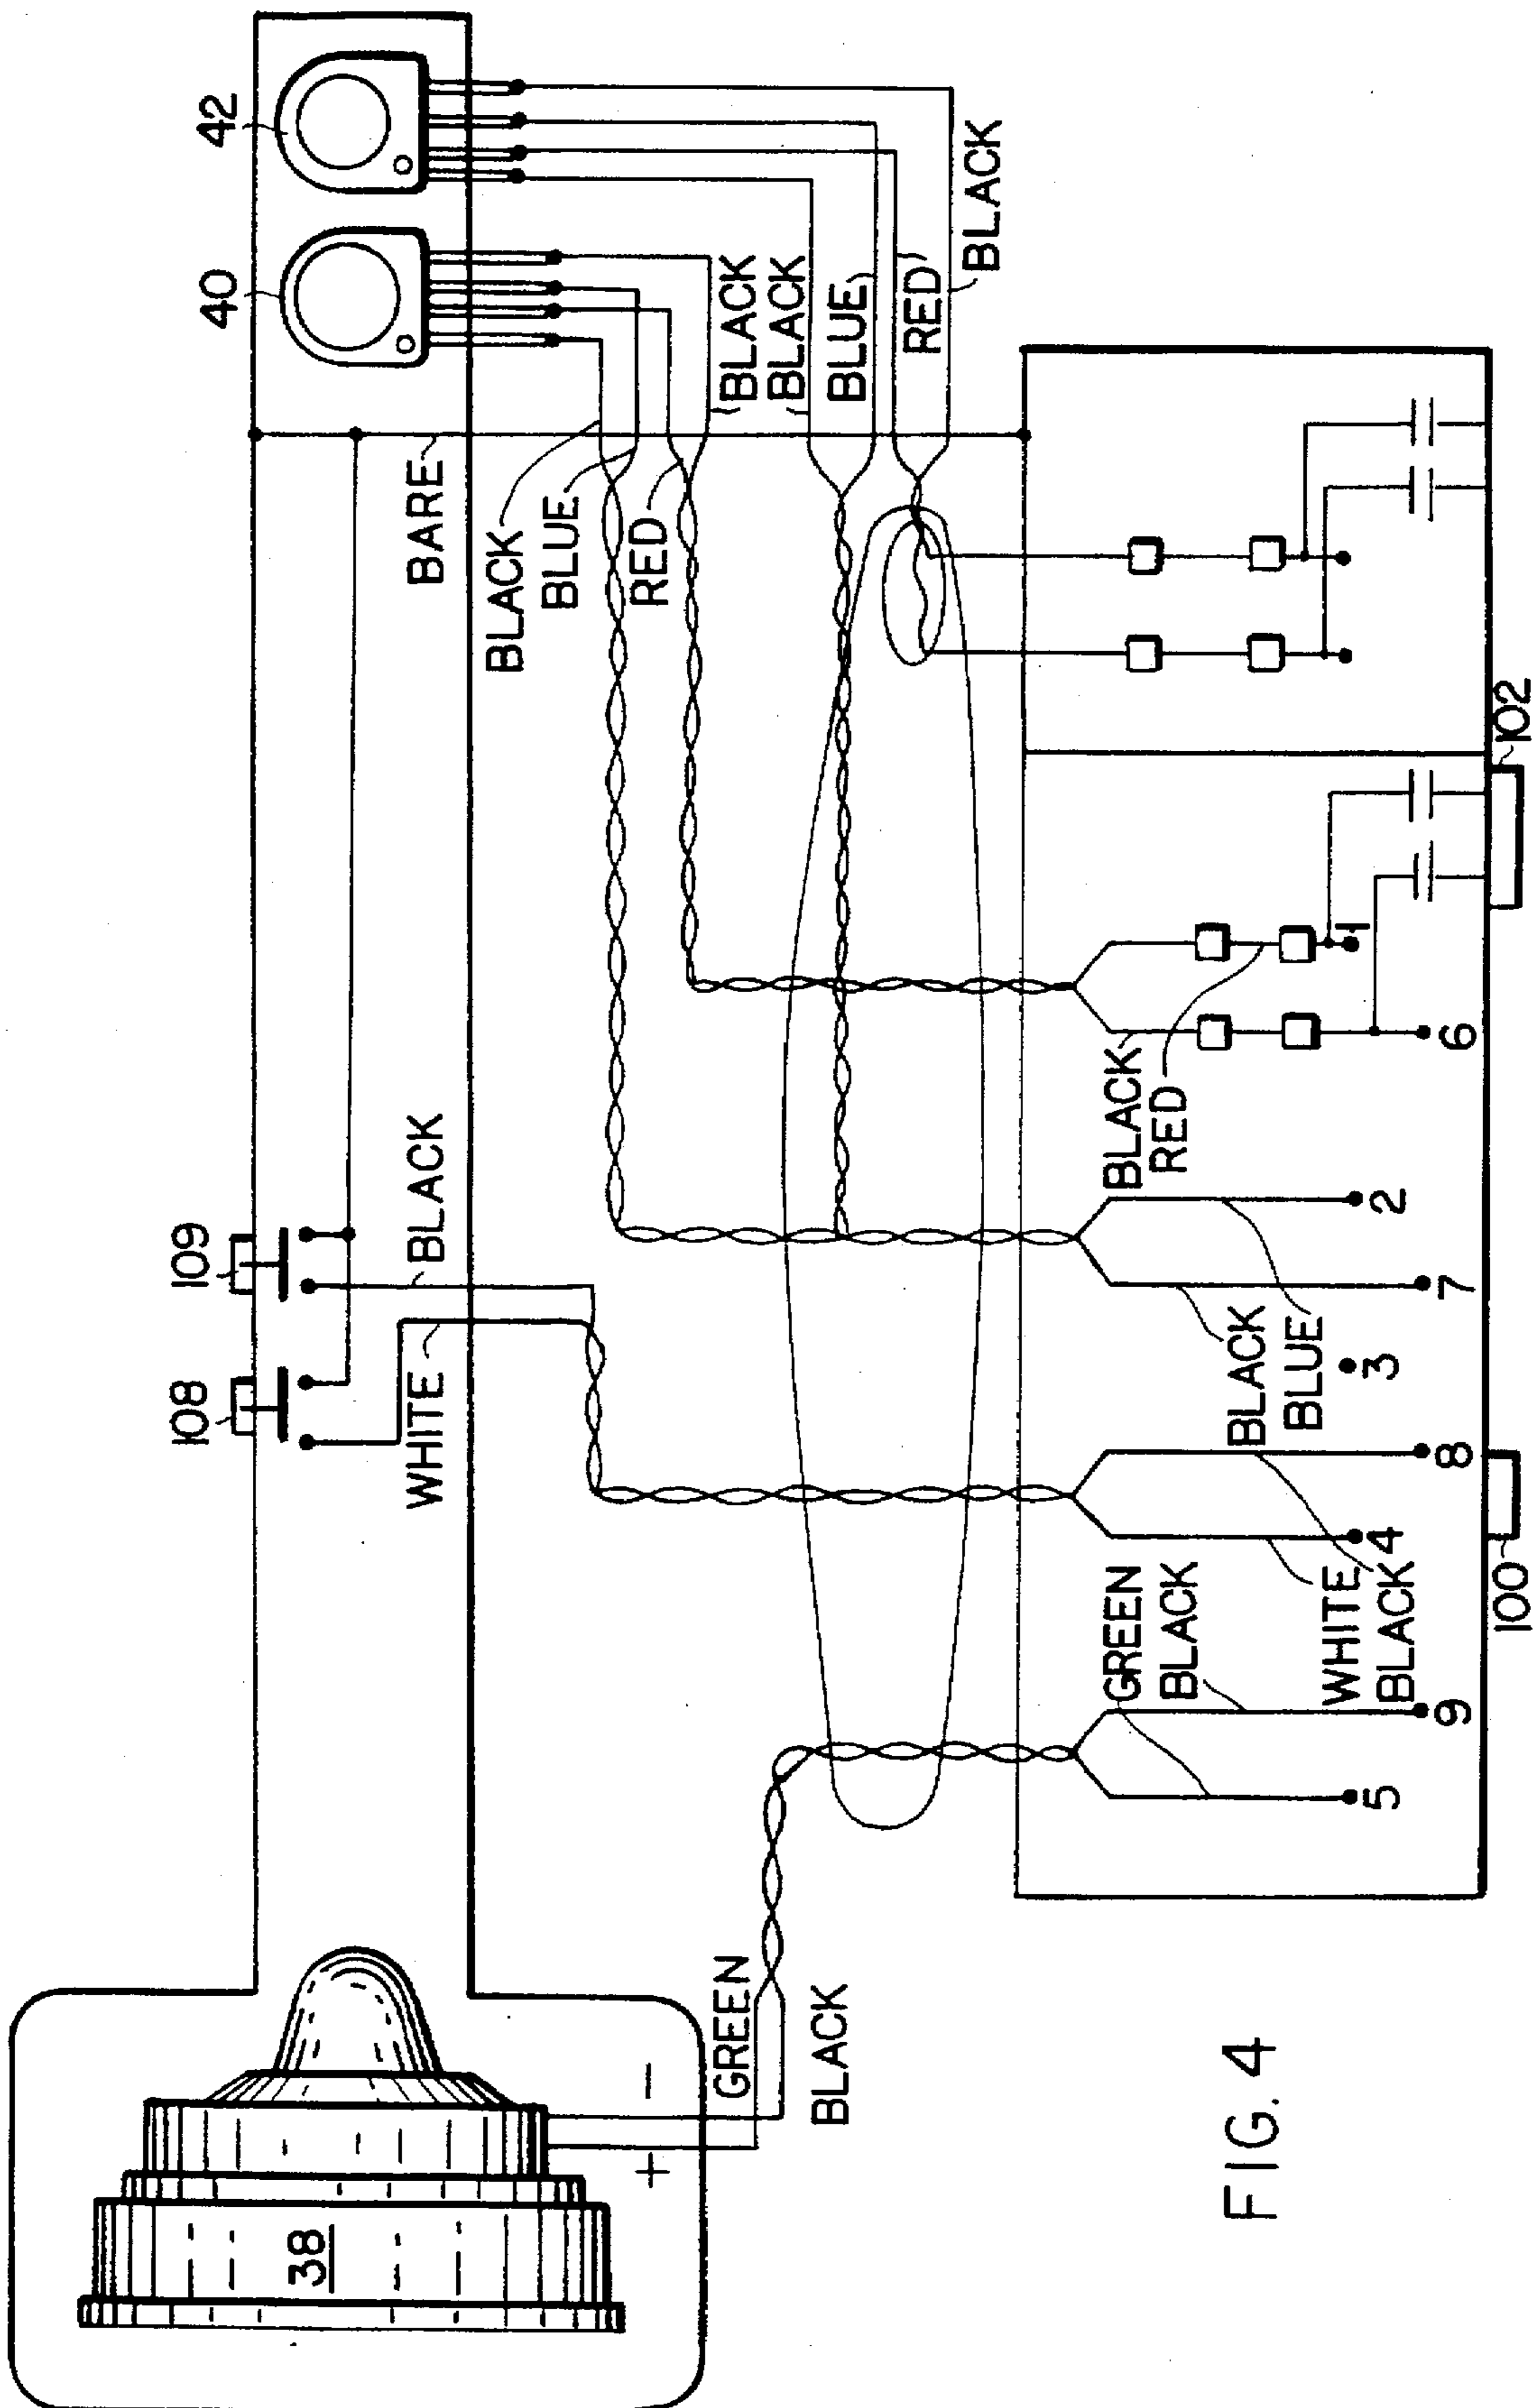 42
40
BARE
BLACK
BLUE
RED
BLACK
BLACK
BLUE
RED
BLACK
109
108
BLACK
WHITE
102
1
6
BLACK
RED
2
7
BLACK
BLUE
3
8
4
WHITE
BLACK
100
GREEN
BLACK
9
5
GREEN
BLACK
+
−
38
FIG. 4